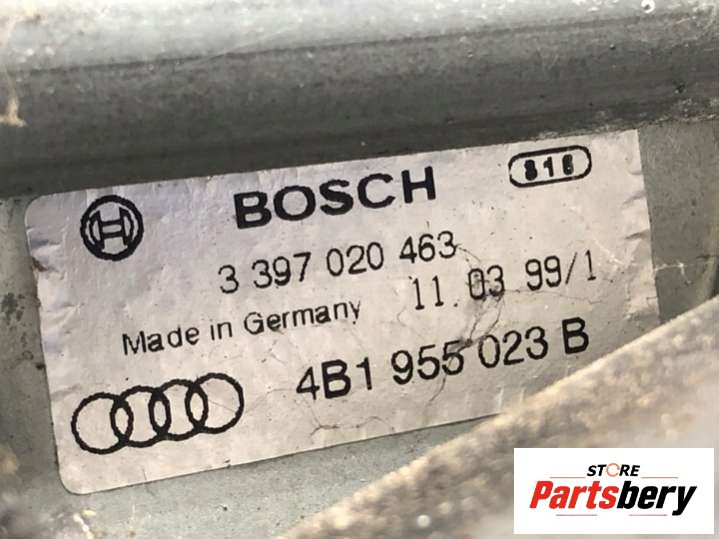 BOSCH 816
3 397 020 463
Made in Germany 11.03.99/1
4B1 955 023 B
STORE
Partsbery